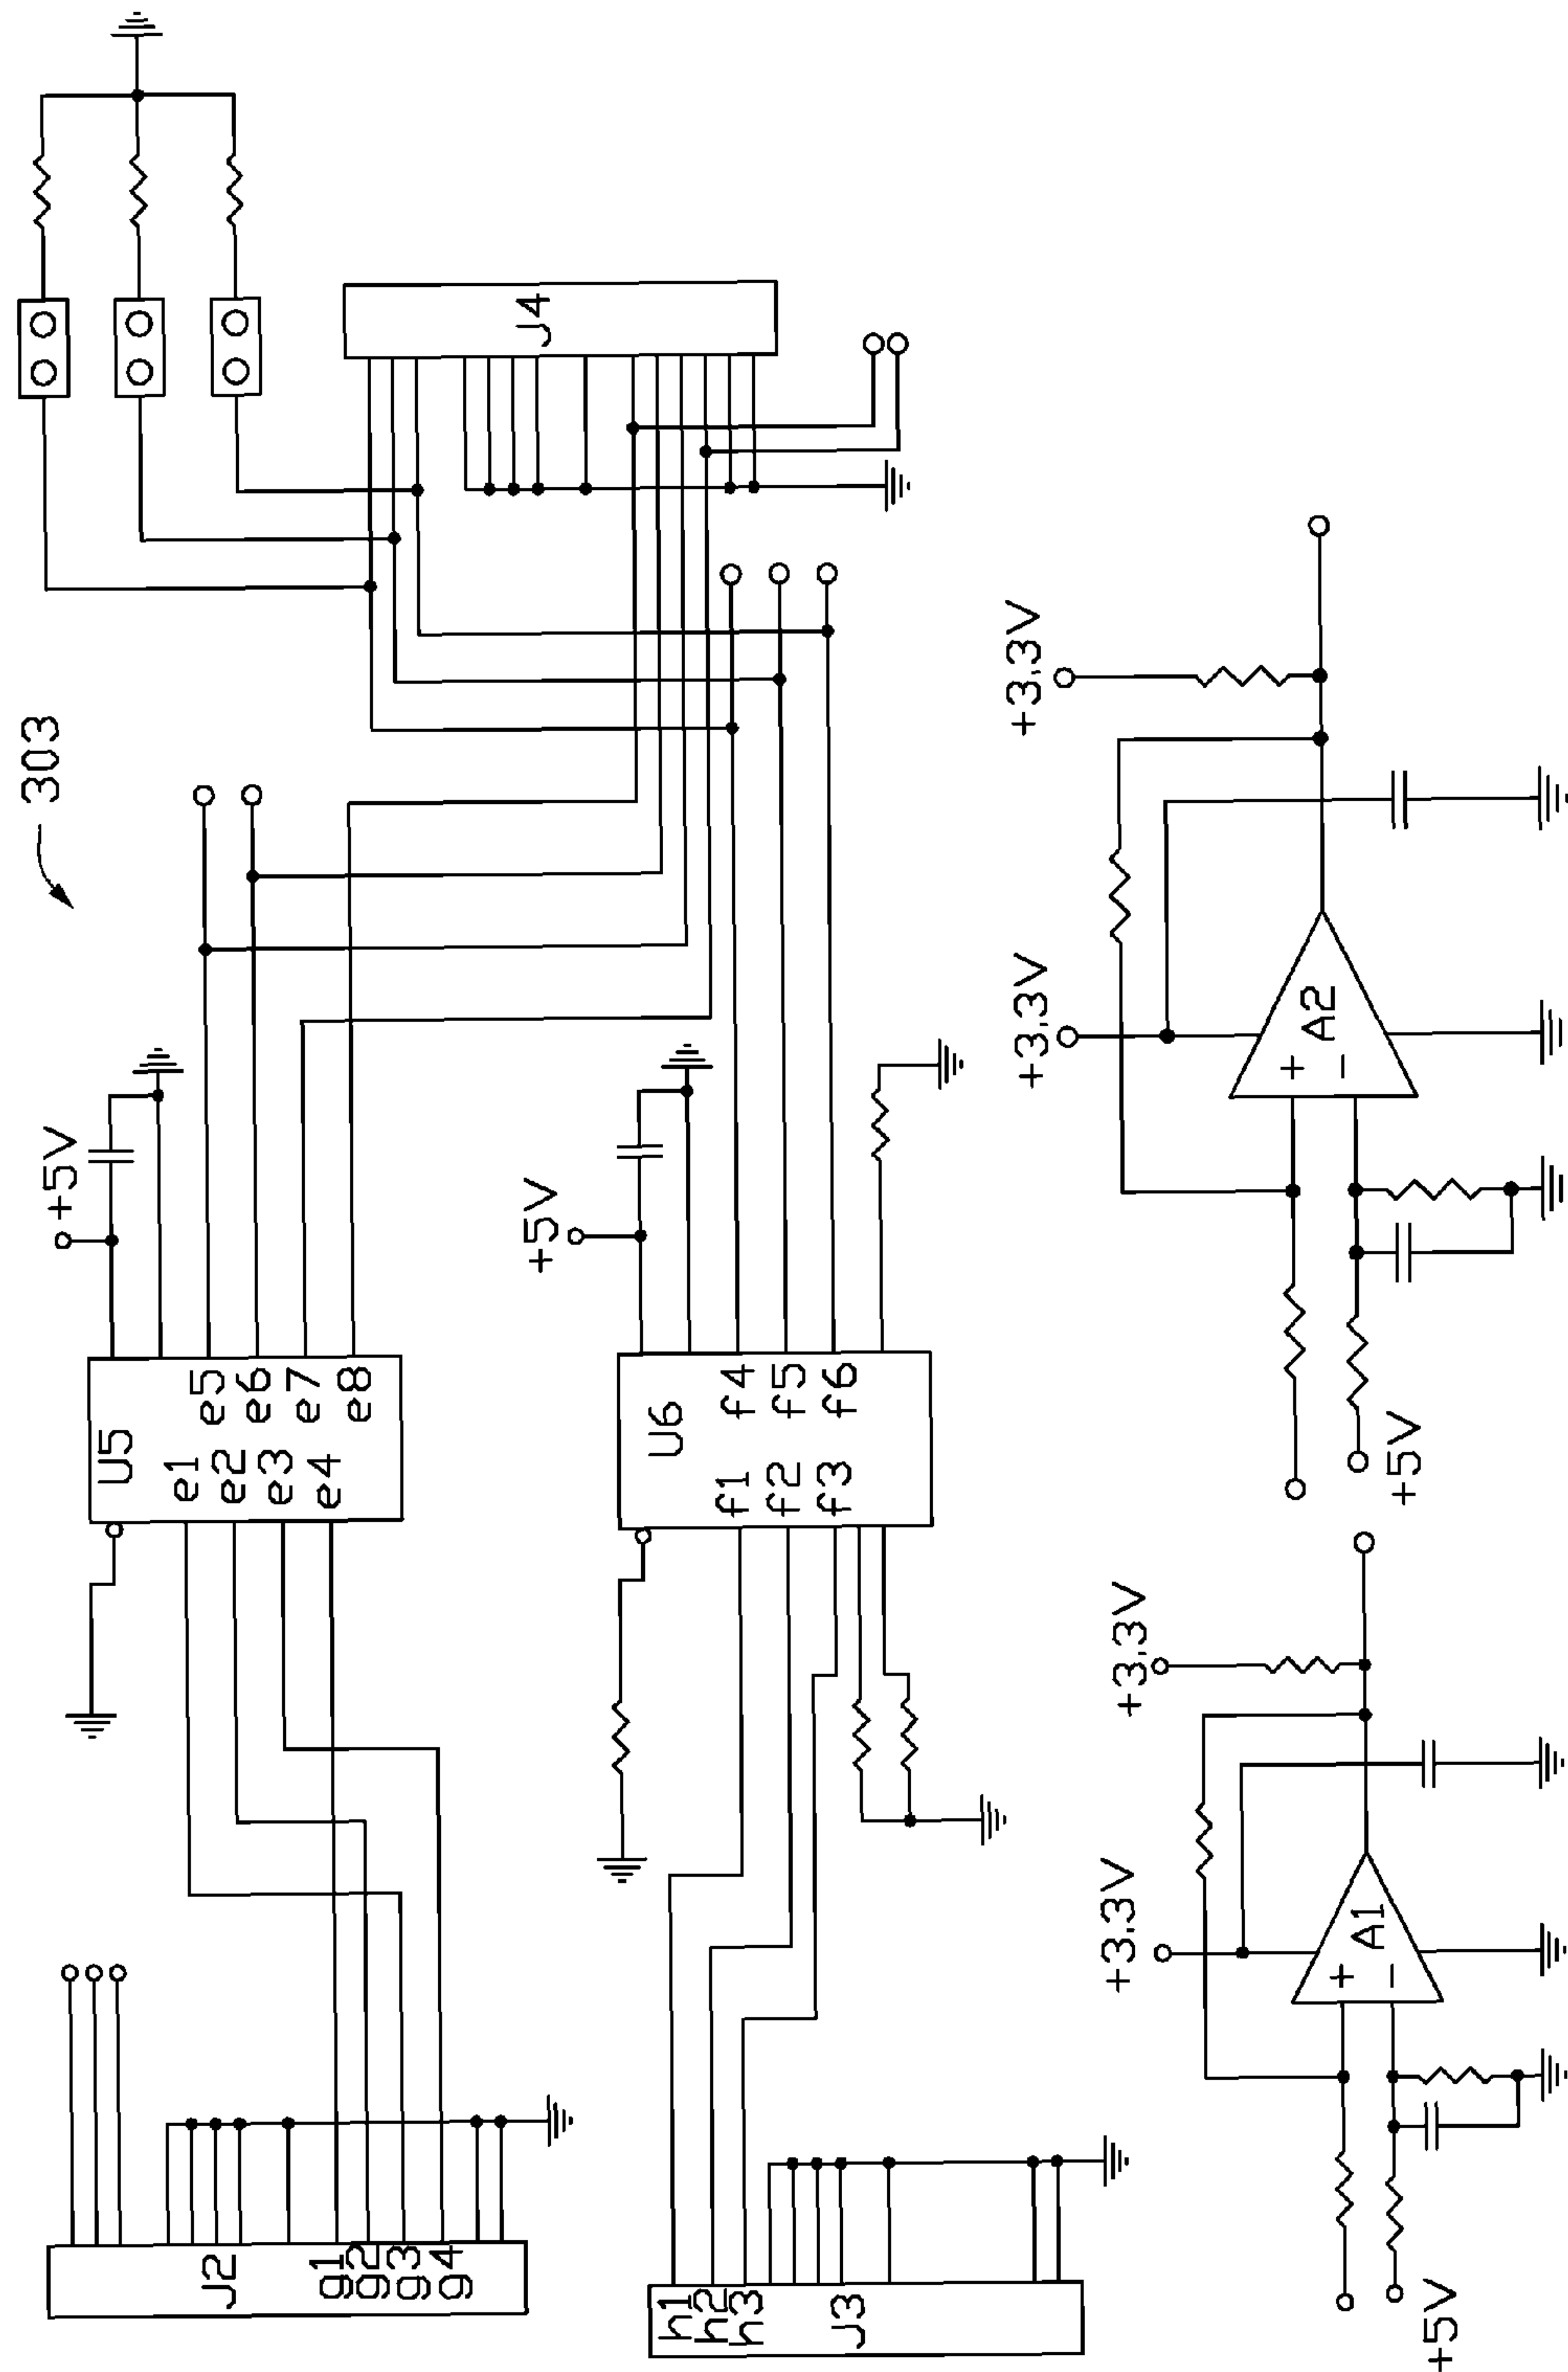 303
J4
+5V
U5
e1
e2
e3
e4
e5
e6
e7
e8
+5V
U6
f1
f2
f3
f4
f5
f6
J2
g1
g2
g3
g4
h1
h2
h3
J3
+3.3V
+3.3V
A1
+
-
+5V
+3.3V
+3.3V
A2
+
-
+5V